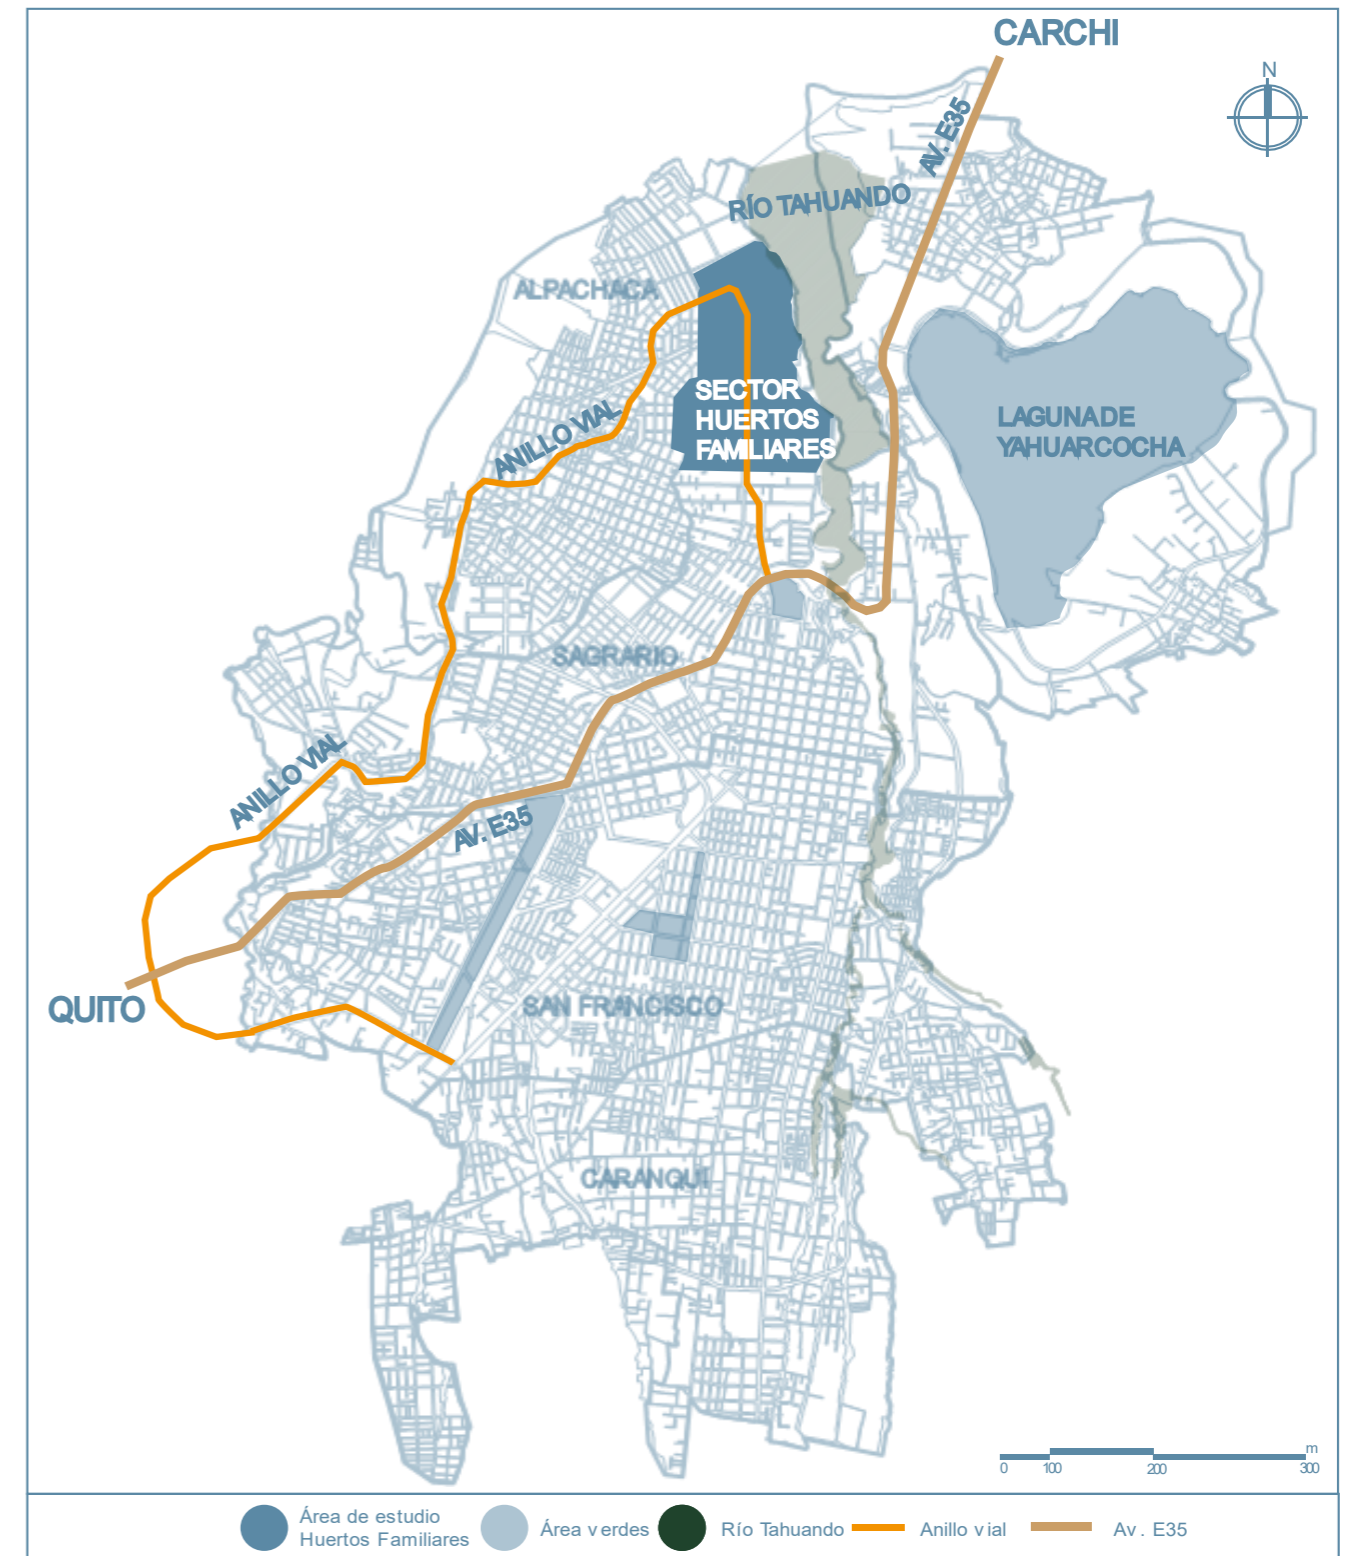 CARCHI
N
AV. E35
RÍO TAHUANDO
ALPACHACA
SECTOR
HUERTOS
FAMILIARES
LAGUNA DE
YAHUARCOCHA
ANILLO VIAL
SAGRARIO
ANILLO VIAL
AV. E35
QUITO
SAN FRANCISCO
CARANQUI
m
0 100 200 300
Área de estudio
Huertos Familiares
Área verdes
Río Tahuando
Anillo vial
Av. E35